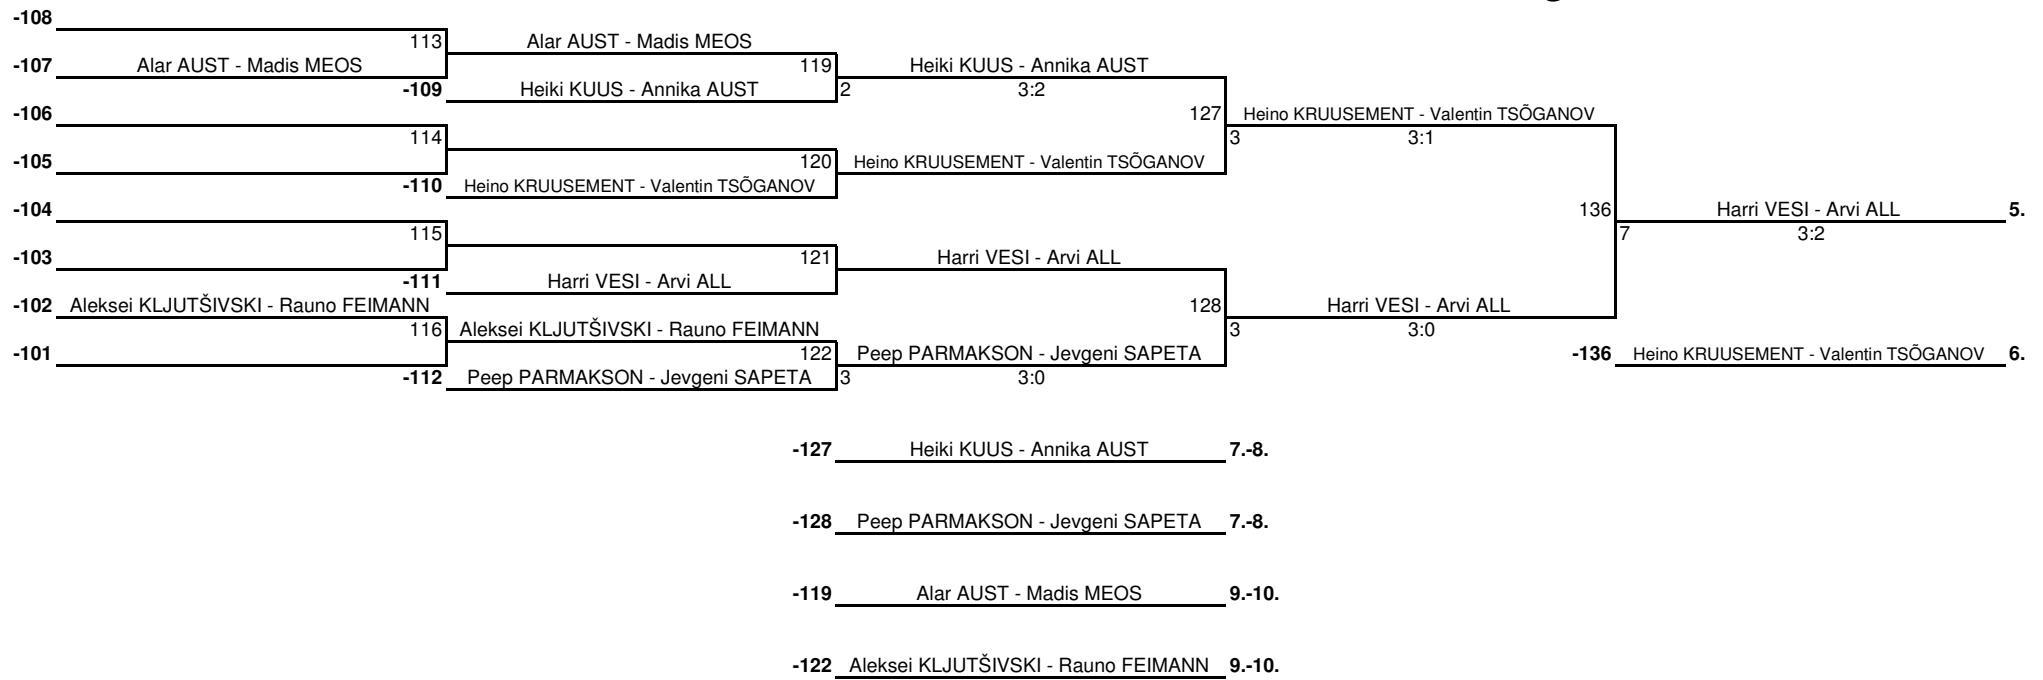 -108
113 Alar AUST - Madis MEOS
-107 Alar AUST - Madis MEOS 119 Heiki KUUS - Annika AUST
-109 Heiki KUUS - Annika AUST 2 3:2
-106 127 Heino KRUUSEMENT - Valentin TSÕGANOV
114 3 3:1
-105 120 Heino KRUUSEMENT - Valentin TSÕGANOV
-110 Heino KRUUSEMENT - Valentin TSÕGANOV
-104 136 Harri VESI - Arvi ALL 5.
115 7 3:2
-103 121 Harri VESI - Arvi ALL
-111 Harri VESI - Arvi ALL
-102 Aleksei KLJUTŠIVSKI - Rauno FEIMANN 128 Harri VESI - Arvi ALL
116 Aleksei KLJUTŠIVSKI - Rauno FEIMANN 3 3:0
-101 122 Peep PARMAKSON - Jevgeni SAPETA -136 Heino KRUUSEMENT - Valentin TSÕGANOV 6.
-112 Peep PARMAKSON - Jevgeni SAPETA 3 3:0
-127 Heiki KUUS - Annika AUST 7.-8.
-128 Peep PARMAKSON - Jevgeni SAPETA 7.-8.
-119 Alar AUST - Madis MEOS 9.-10.
-122 Aleksei KLJUTŠIVSKI - Rauno FEIMANN 9.-10.